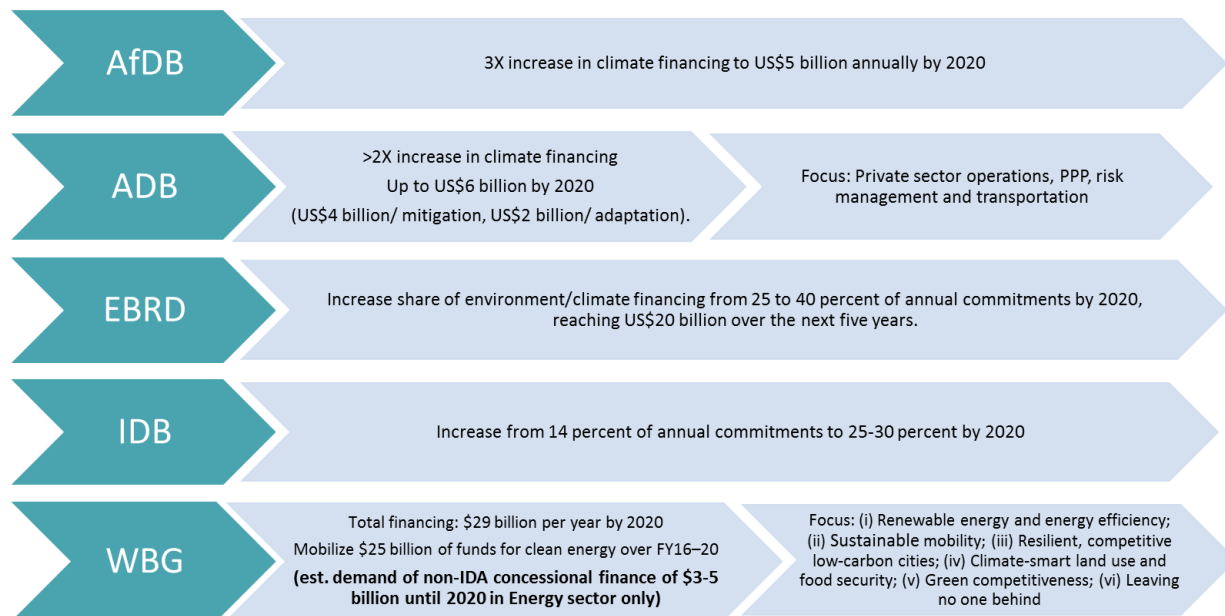 AfDB
3X increase in climate financing to US$5 billion annually by 2020
ADB
>2X increase in climate financing
Up to US$6 billion by 2020
(US$4 billion/ mitigation, US$2 billion/ adaptation).
Focus: Private sector operations, PPP, risk
management and transportation
EBRD
Increase share of environment/climate financing from 25 to 40 percent of annual commitments by 2020,
reaching US$20 billion over the next five years.
IDB
Increase from 14 percent of annual commitments to 25-30 percent by 2020
WBG
Total financing: $29 billion per year by 2020
Mobilize $25 billion of funds for clean energy over FY16–20
(est. demand of non-IDA concessional finance of $3-5
billion until 2020 in Energy sector only)
Focus: (i) Renewable energy and energy efficiency;
(ii) Sustainable mobility; (iii) Resilient, competitive
low-carbon cities; (iv) Climate-smart land use and
food security; (v) Green competitiveness; (vi) Leaving
no one behind